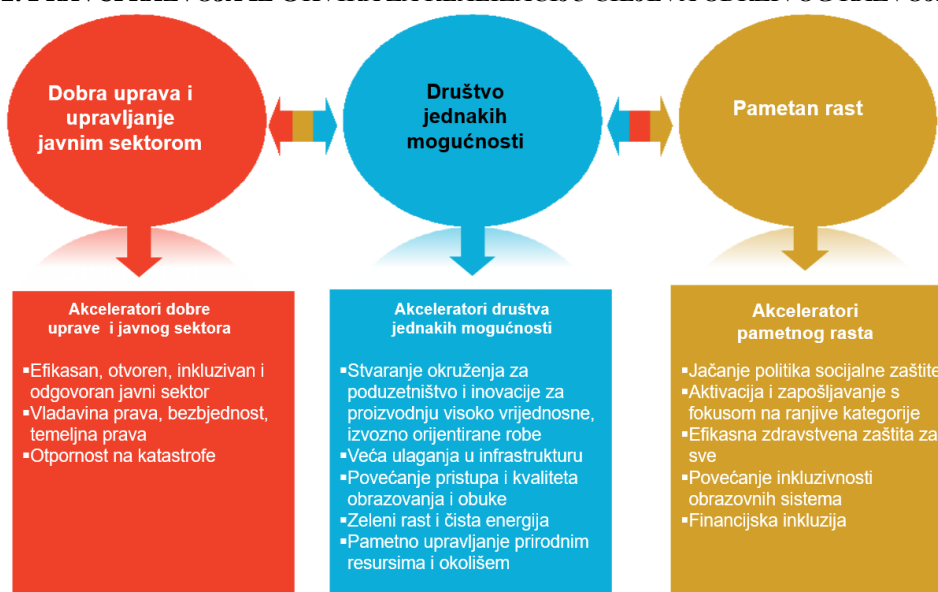 Dobra uprava i
upravljanje
javnim sektorom
Društvo
jednakih
mogućnosti
Pametan rast
Akceleratori dobre
uprave i javnog sektora
▪Efikasan, otvoren, inkluzivan i
odgovoran javni sektor
▪Vladavina prava, bezbjednost,
temeljna prava
▪Otpornost na katastrofe
Akceleratori društva
jednakih mogućnosti
▪Stvaranje okruženja za
poduzetništvo i inovacije za
proizvodnju visoko vrijednosne,
izvozno orijentirane robe
▪Veća ulaganja u infrastrukturu
▪Povećanje pristupa i kvaliteta
obrazovanja i obuke
▪Zeleni rast i čista energija
▪Pametno upravljanje prirodnim
resursima i okolišem
Akceleratori
pametnog rasta
▪Jačanje politika socijalne zaštite
▪Aktivacija i zapošljavanje s
fokusom na ranjive kategorije
▪Efikasna zdravstvena zaštita za
sve
▪Povećanje inkluzivnosti
obrazovnih sistema
▪Financijska inkluzija